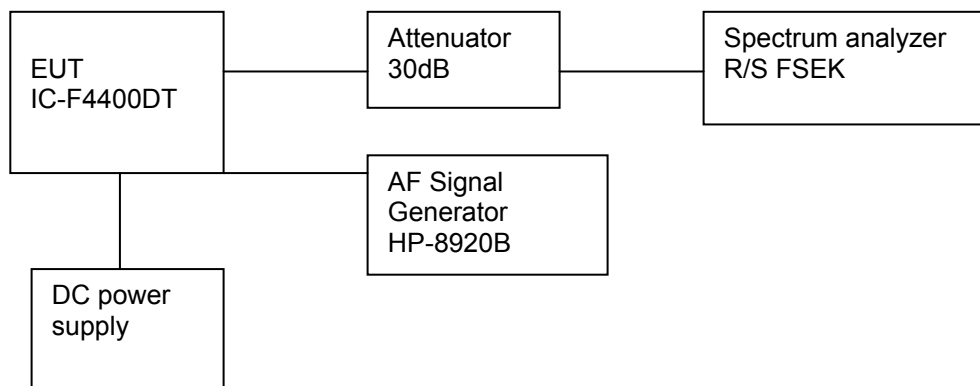 EUT
IC-F4400DT
Attenuator
30dB
Spectrum analyzer
R/S FSEK
AF Signal
Generator
HP-8920B
DC power
supply